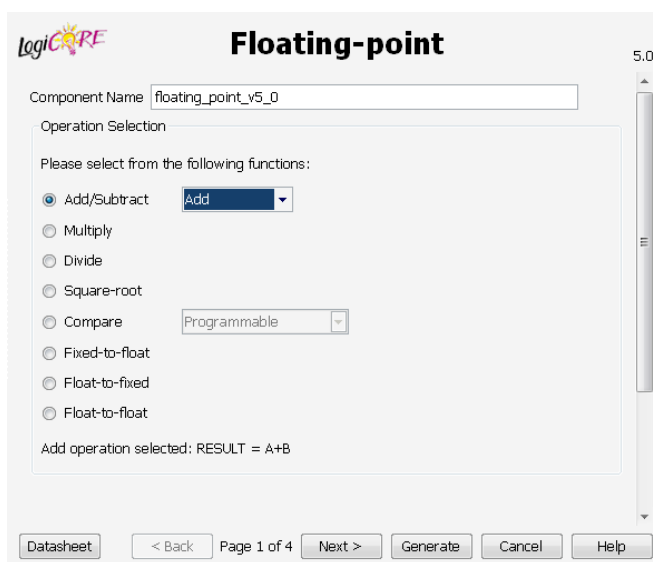 LogiCORE
Floating-point
5.0
Component Name floating_point_v5_0
Operation Selection
Please select from the following functions:
Add/Subtract Add
Multiply
Divide
Square-root
Compare Programmable
Fixed-to-float
Float-to-fixed
Float-to-float
Add operation selected: RESULT = A+B
Datasheet < Back Page 1 of 4 Next > Generate Cancel Help